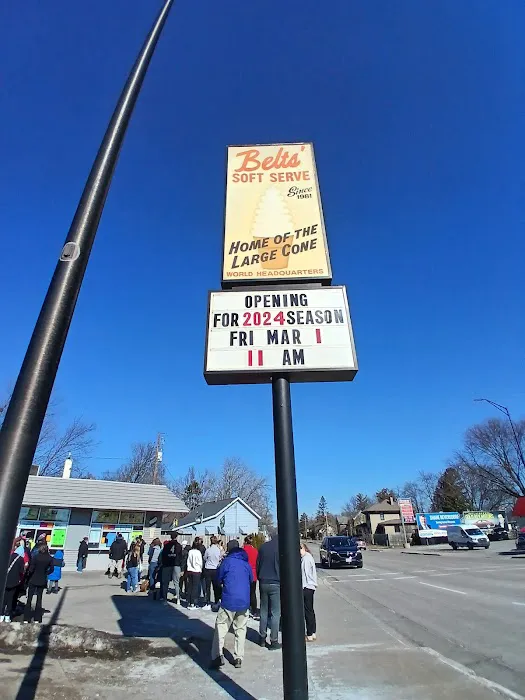 Belts'
SOFT SERVE
Since
1981
HOME OF THE
LARGE CONE
WORLD HEADQUARTERS
OPENING
FOR 2024 SEASON
FRI MAR 1
11 AM